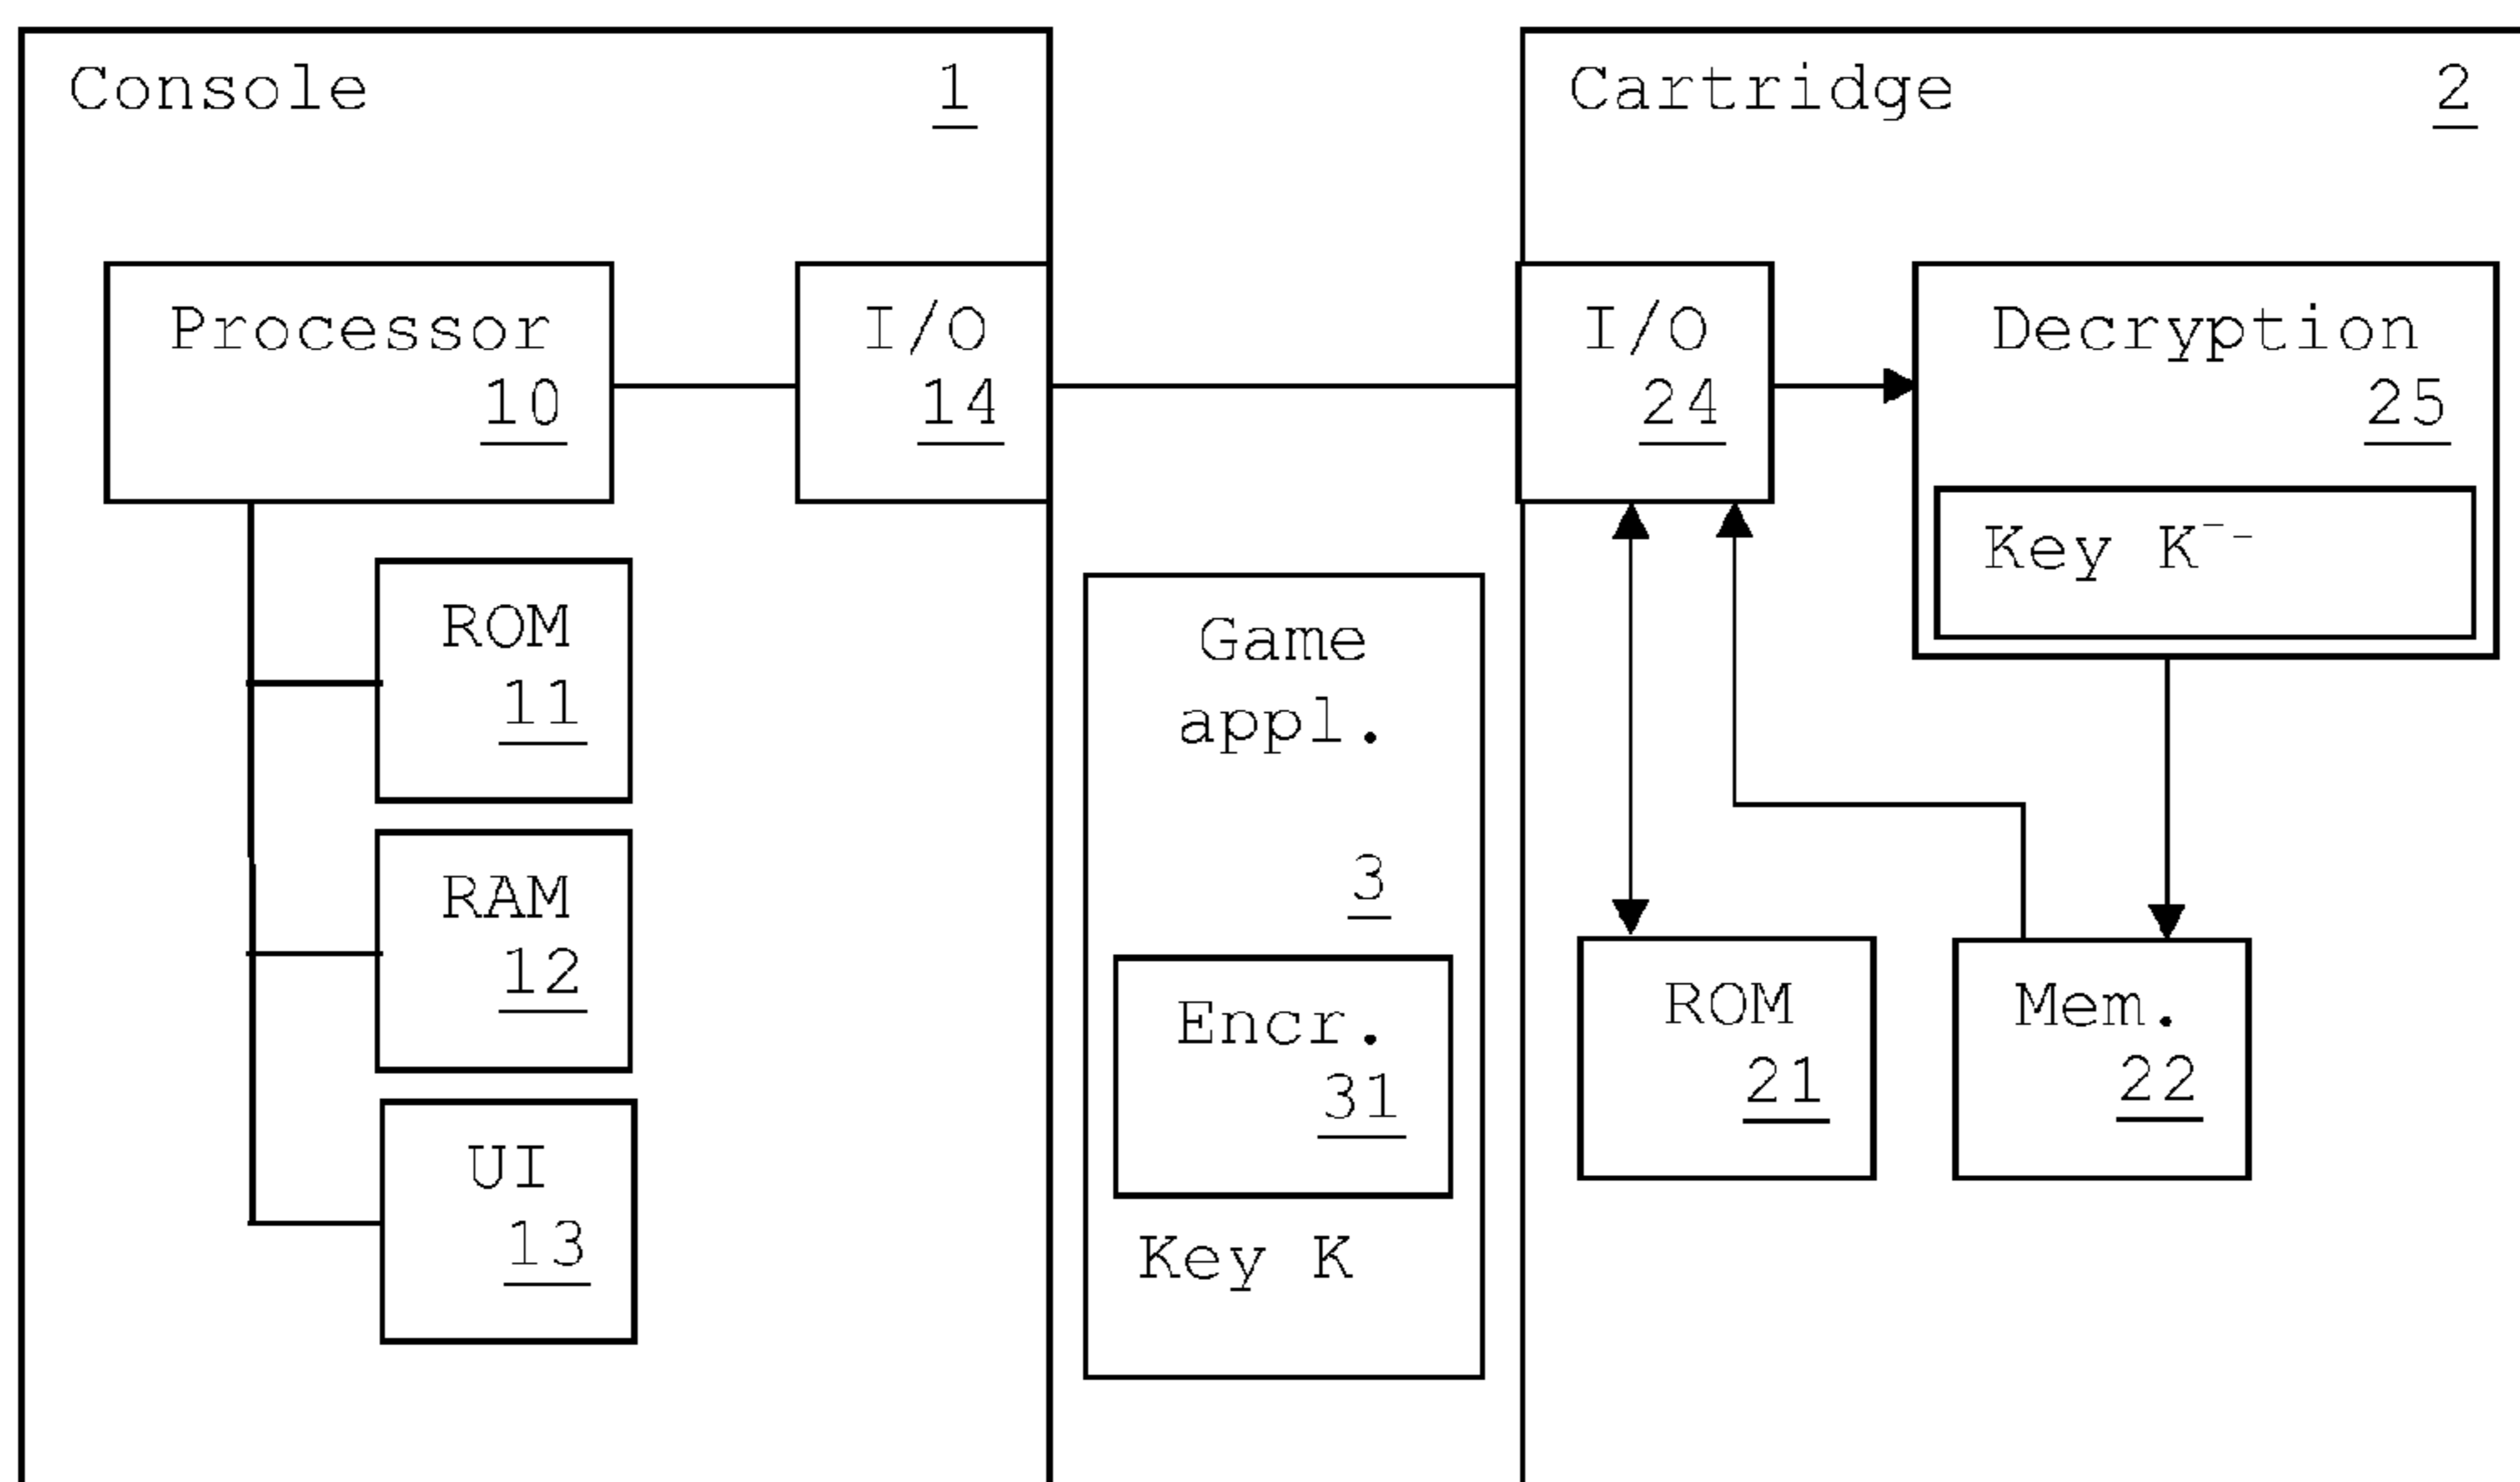 Console 1
Processor
10
I/O
14
ROM
11
RAM
12
UI
13
Game
appl.
3
Encr.
31
Key K
Cartridge 2
I/O
24
Decryption
25
Key K⁻⁻
ROM
21
Mem.
22